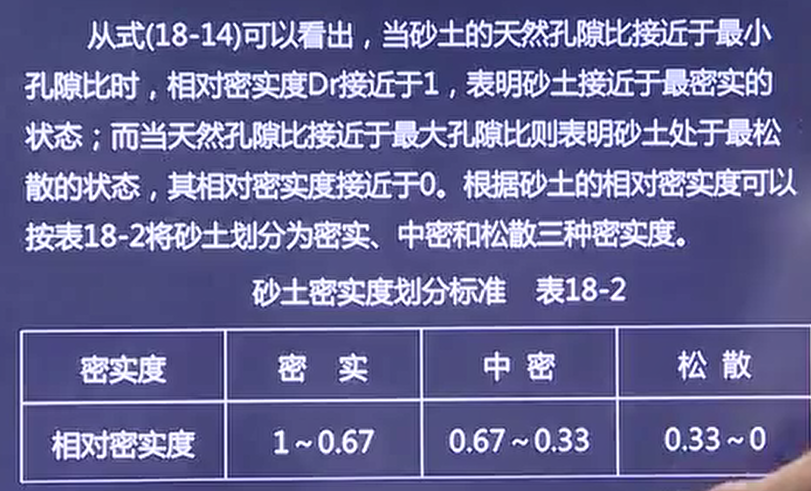 从式(18-14)可以看出，当砂土的天然孔隙比接近于最小
孔隙比时，相对密实度Dr接近于1，表明砂土接近于最密实的
状态；而当天然孔隙比接近于最大孔隙比则表明砂土处于最松
散的状态，其相对密实度接近于0。根据砂土的相对密实度可以
按表18-2将砂土划分为密实、中密和松散三种密实度。
砂土密实度划分标准 表18-2
密实度 密 实 中 密 松 散
相对密实度 1~0.67 0.67~0.33 0.33~0